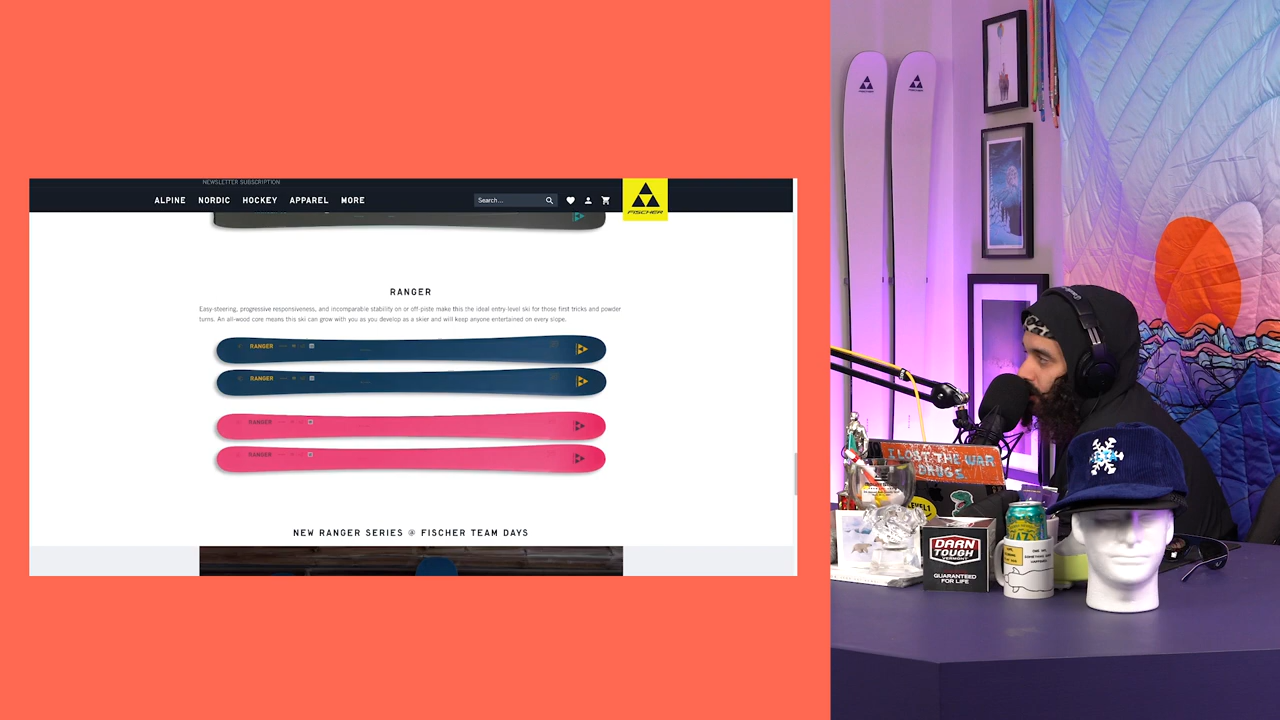 NEWSLETTER SUBSCRIPTION
ALPINE NORDIC HOCKEY APPAREL MORE
Search...
FISCHER
RANGER
Easy-steering, progressive responsiveness, and incomparable stability on or off-piste make this the ideal entry-level ski for those first tricks and powder
turns. An all-wood core means this ski can grow with you as you develop as a skier and will keep anyone entertained on every slope.
RANGER
RANGER
RANGER
RANGER
NEW RANGER SERIES @ FISCHER TEAM DAYS
FISCHER
FISCHER
I LOST THE WAR
DRUGS.
LEVEL1
DARN
TOUGH
VERMONT
GUARANTEED
FOR LIFE